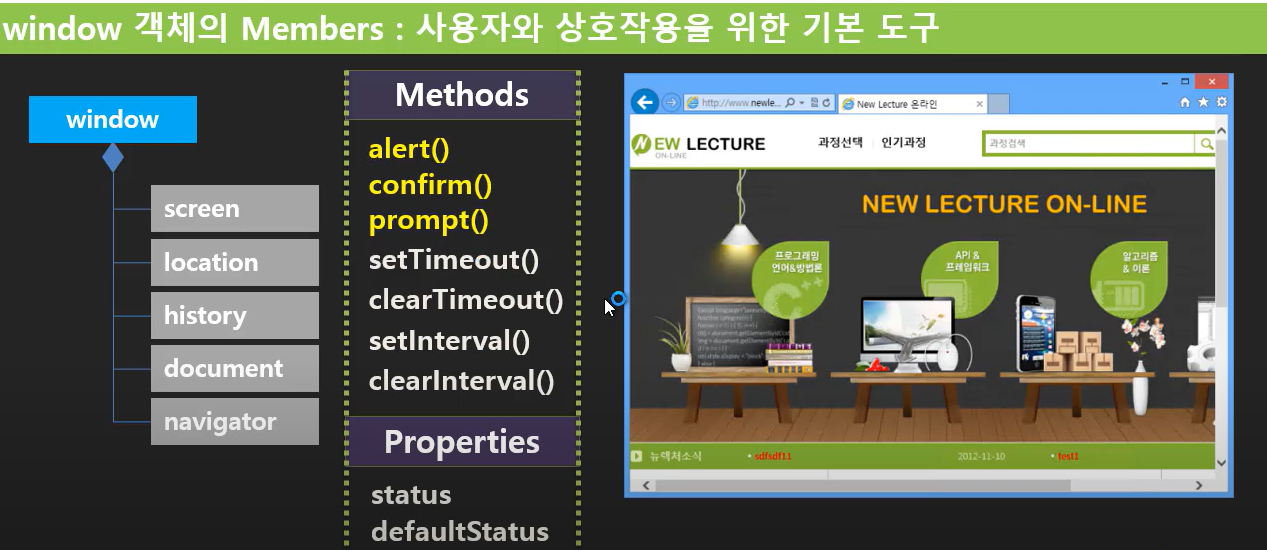 window 객체의 Members : 사용자와 상호작용을 위한 기본 도구
window
screen
location
history
document
navigator
Methods
alert()
confirm()
prompt()
setTimeout()
clearTimeout()
setInterval()
clearInterval()
Properties
status
defaultStatus
http://www.newle...
New Lecture 온라인
NEW LECTURE
ON-LINE
과정선택
인기과정
과정검색
NEW LECTURE ON-LINE
프로그래밍
언어&방법론
C++
API &
프레임워크
알고리즘
& 이론
뉴렉처소식
• sdfsdf11
2012-11-10
• test1